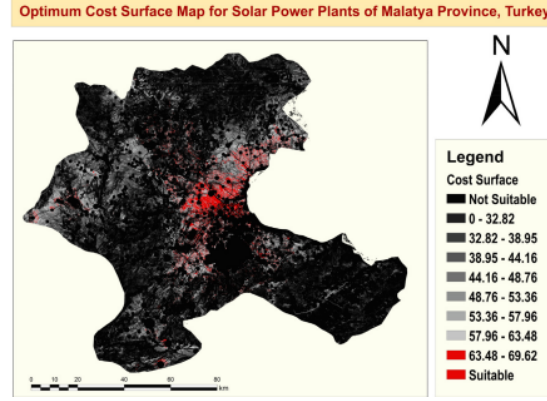 Optimum Cost Surface Map for Solar Power Plants of Malatya Province, Turkey
N
Legend
Cost Surface
Not Suitable
0 - 32.82
32.82 - 38.95
38.95 - 44.16
44.16 - 48.76
48.76 - 53.36
53.36 - 57.96
57.96 - 63.48
63.48 - 69.62
Suitable
0 20 40 60 80
km